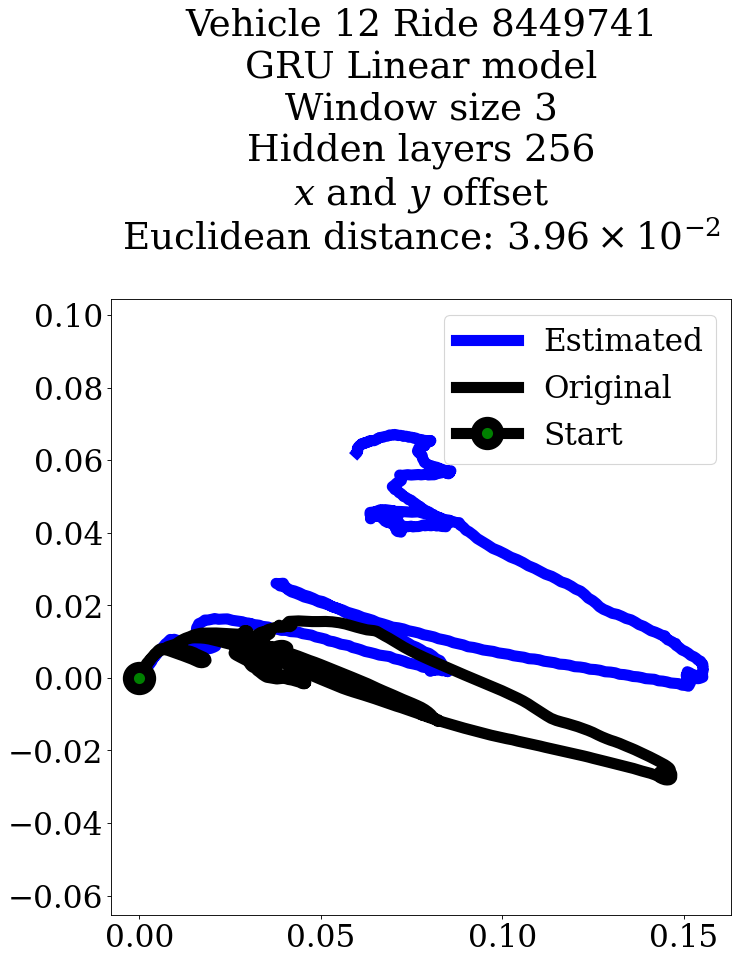 Vehicle 12 Ride 8449741
GRU Linear model
Window size 3
Hidden layers 256
x and y offset
Euclidean distance: 3.96 × 10⁻²
Estimated
Original
Start
0.10
0.08
0.06
0.04
0.02
0.00
−0.02
−0.04
−0.06
0.00 0.05 0.10 0.15